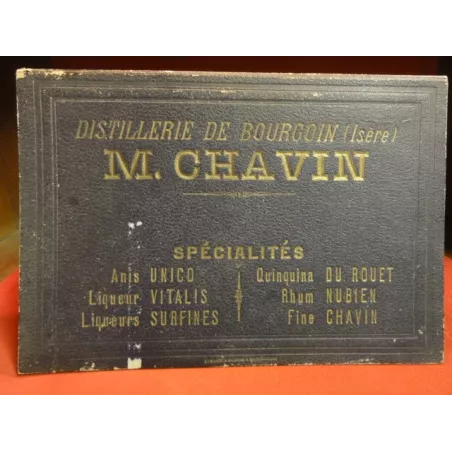 DISTILLERIE DE BOURGOIN (Isère)
M. CHAVIN
SPÉCIALITÉS
Anis UNICO
Liqueur VITALIS
Liqueurs SURFINES
Quinquina DU ROUET
Rhum NUBIEN
Fine CHAVIN